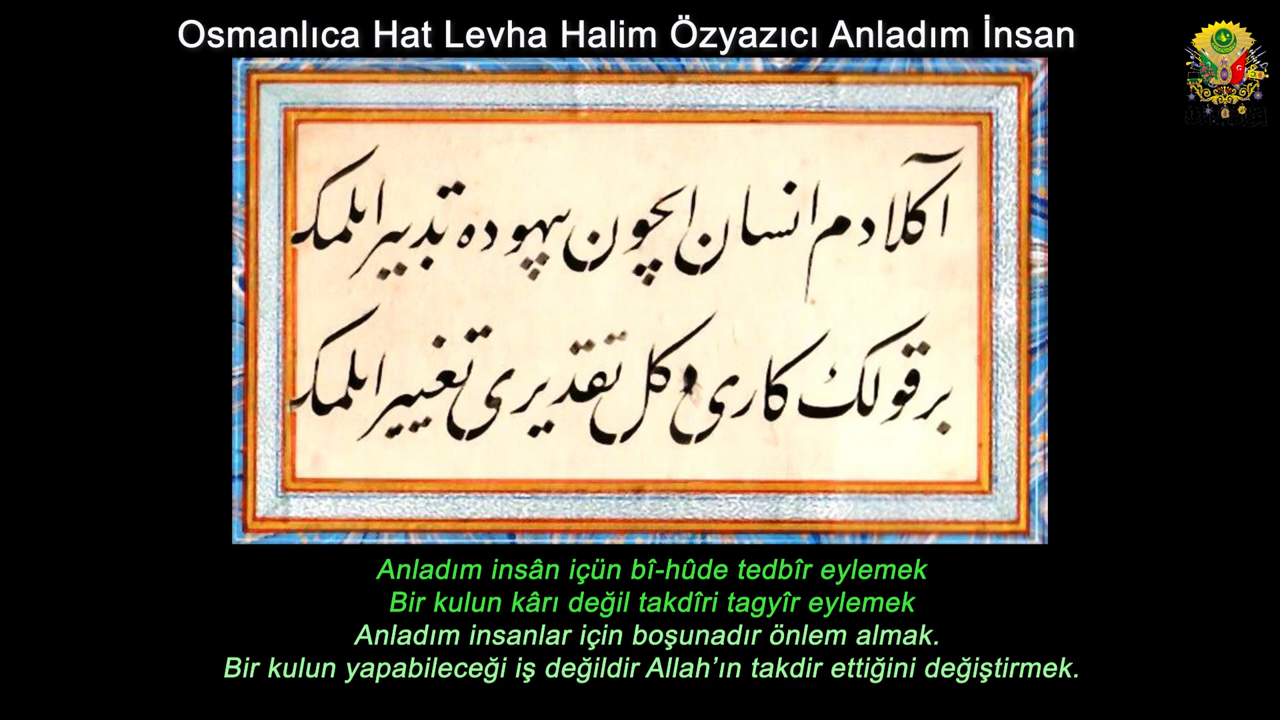 Osmanlıca Hat Levha Halim Özyazıcı Anladım İnsan
آكلادم انسان ایچون بیهوده تدبیر ایلمك
بر قولك كاری دكل تقدیری تغییر ایلمك
Anladım insân içün bî-hûde tedbîr eylemek
Bir kulun kârı değil takdîri tagyîr eylemek
Anladım insanlar için boşunadır önlem almak.
Bir kulun yapabileceği iş değildir Allah’ın takdir ettiğini değiştirmek.